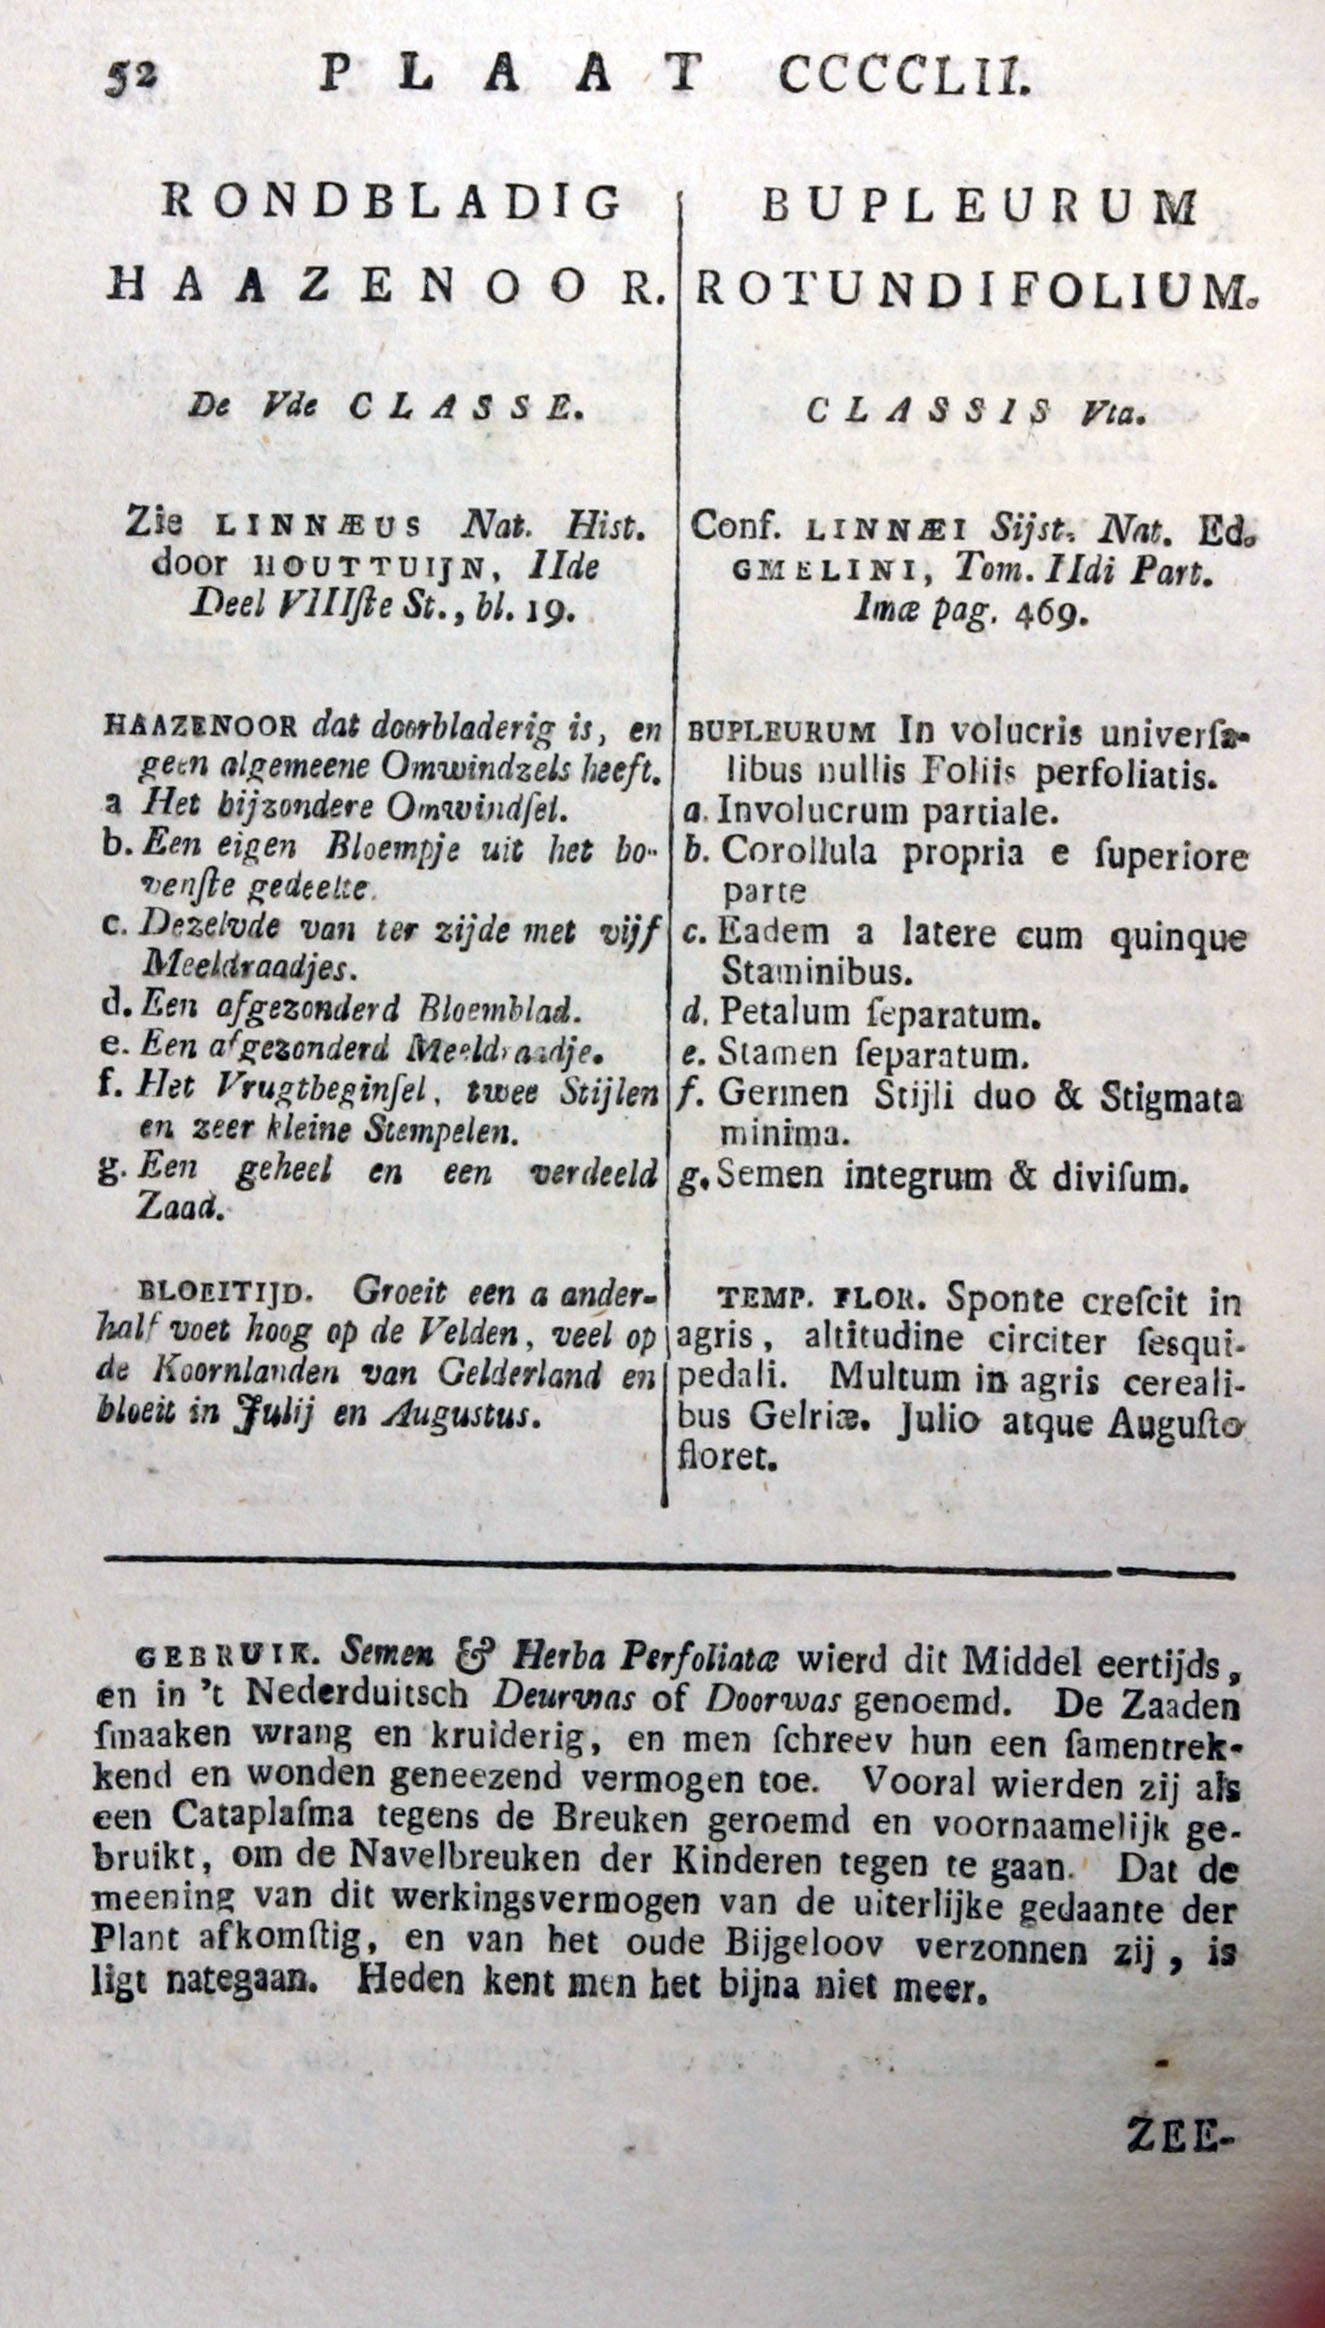 52 PLAAT CCCCLII.
RONDBLADIG
HAAZENOOR.
De Vde CLASSE.
Zie LINNÆUS Nat. Hist.
door HOUTTUIJN, IIde
Deel VIIIſte St., bl. 19.
HAAZENOOR dat doorbladerig is, en
geen algemeene Omwindzels heeft.
a Het bijzondere Omwindſel.
b. Een eigen Bloempje uit het bo-
venſte gedeelte.
c. Dezelvde van ter zijde met vijf
Meeldraadjes.
d. Een afgezonderd Bloemblad.
e. Een afgezonderd Meeldraadje.
f. Het Vrugtbeginſel, twee Stijlen
en zeer kleine Stempelen.
g. Een geheel en een verdeeld
Zaad.
BLOEITIJD. Groeit een a ander-
half voet hoog op de Velden, veel op
de Koornlanden van Gelderland en
bloeit in Julij en Augustus.
BUPLEURUM
ROTUNDIFOLIUM.
CLASSIS Vta.
Conf. LINNÆI Sijst. Nat. Ed.
GMELINI, Tom. IIdi Part.
Imæ pag. 469.
BUPLEURUM In volucris univerſa-
libus nullis Foliis perfoliatis.
a. Involucrum partiale.
b. Corollula propria e ſuperiore
parte
c. Eadem a latere cum quinque
Staminibus.
d. Petalum ſeparatum.
e. Stamen ſeparatum.
f. Germen Stijli duo & Stigmata
minima.
g. Semen integrum & diviſum.
TEMP. FLOR. Sponte creſcit in
agris, altitudine circiter ſesqui-
pedali. Multum in agris cereali-
bus Gelriæ. Julio atque Auguſto
floret.
GEBRUIK. Semen & Herba Perfoliatæ wierd dit Middel eertijds,
en in 't Nederduitsch Deurwas of Doorwas genoemd. De Zaaden
ſmaaken wrang en kruiderig, en men ſchreev hun een ſamentrek-
kend en wonden geneezend vermogen toe. Vooral wierden zij als
een Cataplaſma tegens de Breuken geroemd en voornaamelijk ge-
bruikt, om de Navelbreuken der Kinderen tegen te gaan. Dat de
meening van dit werkingsvermogen van de uiterlijke gedaante der
Plant afkomſtig, en van het oude Bijgeloov verzonnen zij, is
ligt nategaan. Heden kent men het bijna niet meer.
ZEE-